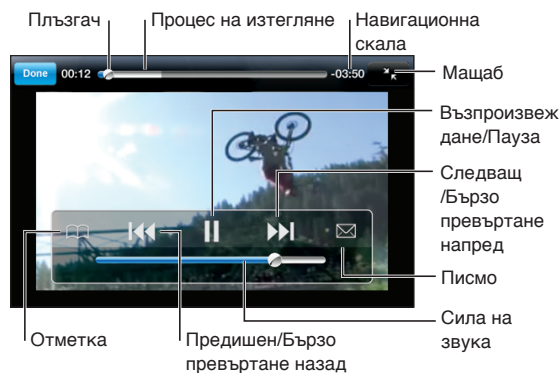 Плъзгач
Процес на изтегляне
Навигационна
скала
Done
00:12
-03:50
Мащаб
Възпроизвеж
дане/Пауза
Следващ
/Бързо
превъртане
напред
Писмо
Сила на
звука
Отметка
Предишен/Бързо
превъртане назад